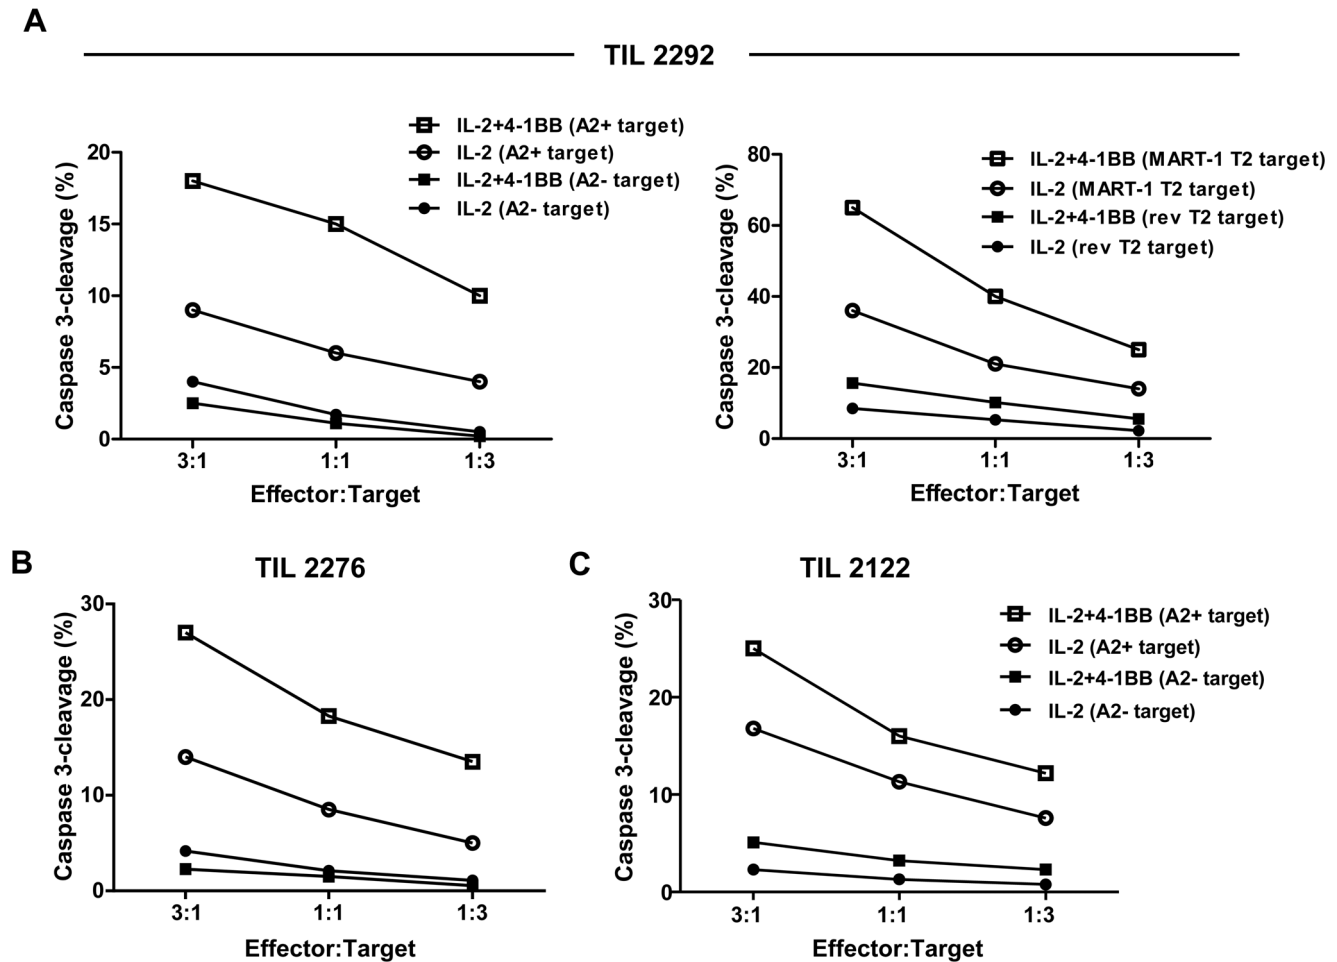 A
TIL 2292
IL-2+4-1BB (A2+ target)
IL-2 (A2+ target)
IL-2+4-1BB (A2- target)
IL-2 (A2- target)
Caspase 3-cleavage (%)
20
15
10
5
0
3:1 1:1 1:3
Effector:Target
IL-2+4-1BB (MART-1 T2 target)
IL-2 (MART-1 T2 target)
IL-2+4-1BB (rev T2 target)
IL-2 (rev T2 target)
Caspase 3-cleavage (%)
80
60
40
20
0
3:1 1:1 1:3
Effector:Target
B
TIL 2276
Caspase 3-cleavage (%)
30
20
10
0
3:1 1:1 1:3
Effector:Target
C
TIL 2122
IL-2+4-1BB (A2+ target)
IL-2 (A2+ target)
IL-2+4-1BB (A2- target)
IL-2 (A2- target)
Caspase 3-cleavage (%)
30
20
10
0
3:1 1:1 1:3
Effector:Target